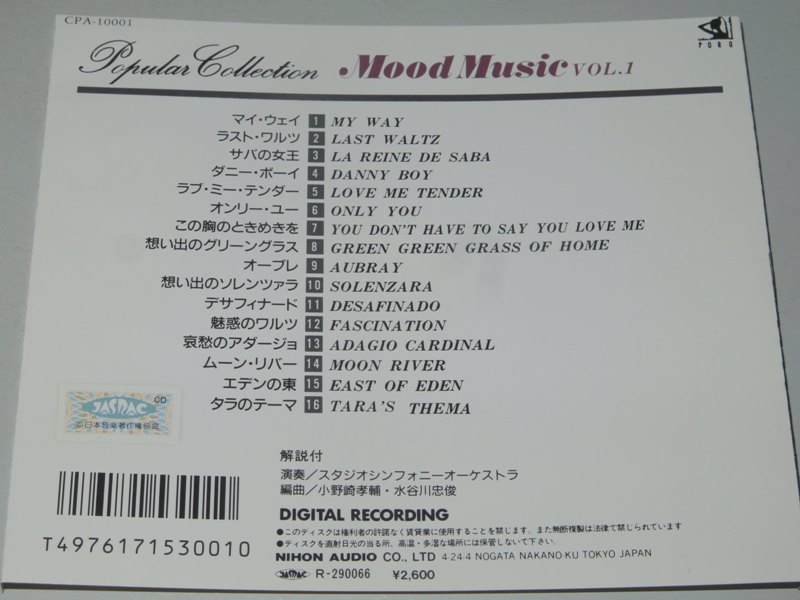 CPA-10001
Popular Collection Mood Music VOL.1
PONO
マイ・ウェイ 1 MY WAY
ラスト・ワルツ 2 LAST WALTZ
サバの女王 3 LA REINE DE SABA
ダニー・ボーイ 4 DANNY BOY
ラブ・ミー・テンダー 5 LOVE ME TENDER
オンリー・ユー 6 ONLY YOU
この胸のときめきを 7 YOU DON'T HAVE TO SAY YOU LOVE ME
想い出のグリーングラス 8 GREEN GREEN GRASS OF HOME
オーブレ 9 AUBRAY
想い出のソレンツァラ 10 SOLENZARA
デサフィナード 11 DESAFINADO
魅惑のワルツ 12 FASCINATION
哀愁のアダージョ 13 ADAGIO CARDINAL
ムーン・リバー 14 MOON RIVER
エデンの東 15 EAST OF EDEN
タラのテーマ 16 TARA'S THEMA
JASRAC CD
日本音楽著作権協会
解説付
演奏/スタジオシンフォニーオーケストラ
編曲/小野崎孝輔・水谷川忠俊
DIGITAL RECORDING
●このディスクは権利者の許諾なく賃貸業に使用することを禁じます。また無断複製は法律で禁じられています
●ディスクを直射日光の当る所、高温・多湿な場所には保管しないで下さい。
NIHON AUDIO CO., LTD 4-24-4 NOGATA NAKANO-KU TOKYO JAPAN
T4976171530010
JASRAC R-290066 ¥2,600